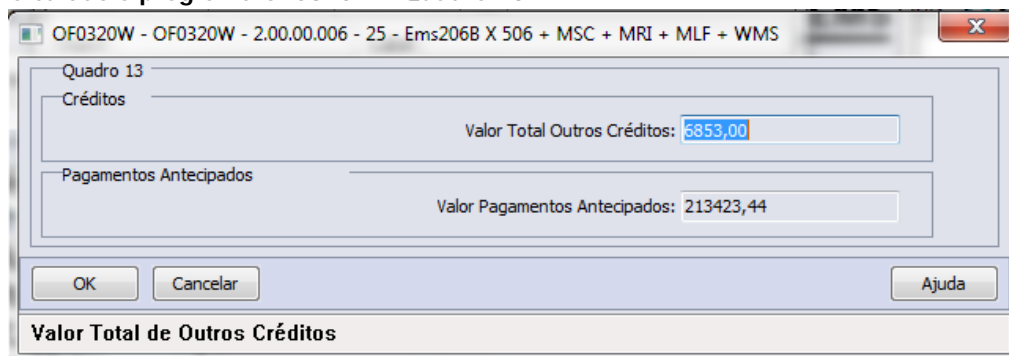 OF0320W - OF0320W - 2.00.00.006 - 25 - Ems206B X 506 + MSC + MRI + MLF + WMS
Quadro 13
Créditos
Valor Total Outros Créditos: 6853,00
Pagamentos Antecipados
Valor Pagamentos Antecipados: 213423,44
OK Cancelar Ajuda
Valor Total de Outros Créditos